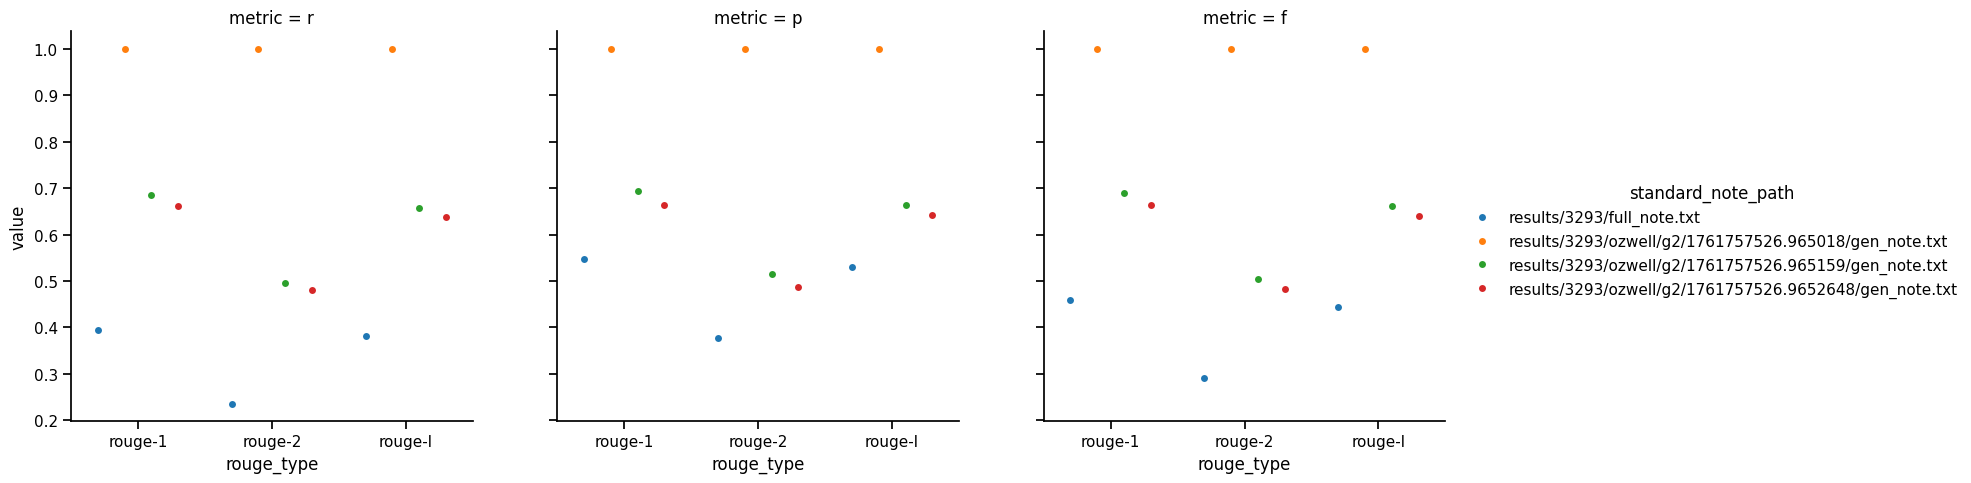 metric = r
metric = p
metric = f
1.0
0.9
0.8
0.7
0.6
0.5
0.4
0.3
0.2
value
rouge-1
rouge-2
rouge-l
rouge_type
rouge-1
rouge-2
rouge-l
rouge_type
rouge-1
rouge-2
rouge-l
rouge_type
standard_note_path
results/3293/full_note.txt
results/3293/ozwell/g2/1761757526.965018/gen_note.txt
results/3293/ozwell/g2/1761757526.965159/gen_note.txt
results/3293/ozwell/g2/1761757526.9652648/gen_note.txt